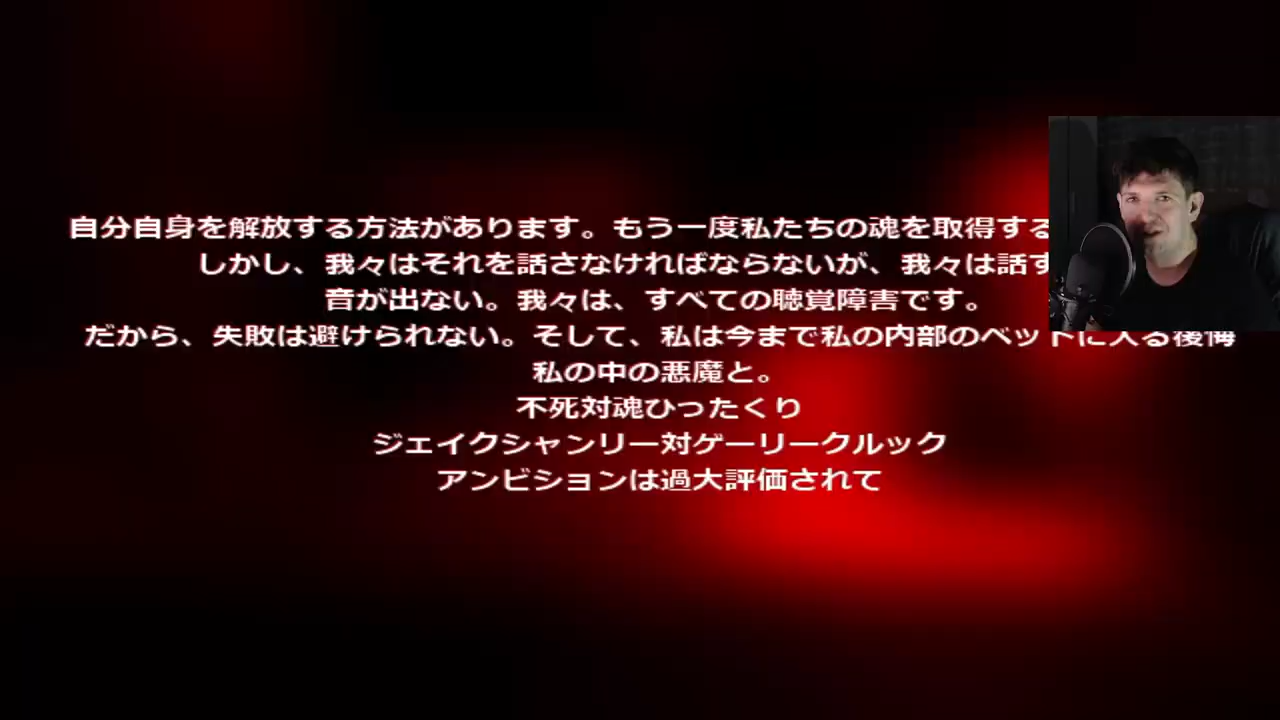 自分自身を解放する方法があります。もう一度私たちの魂を取得する
しかし、我々はそれを話さなければならないが、我々は話す
音が出ない。我々は、すべての聴覚障害です。
だから、失敗は避けられない。そして、私は今まで私の内部のベッドに入る後悔
私の中の悪魔と。
不死対魂ひったくり
ジェイクシャンリー対ゲーリークルック
アンビションは過大評価されて